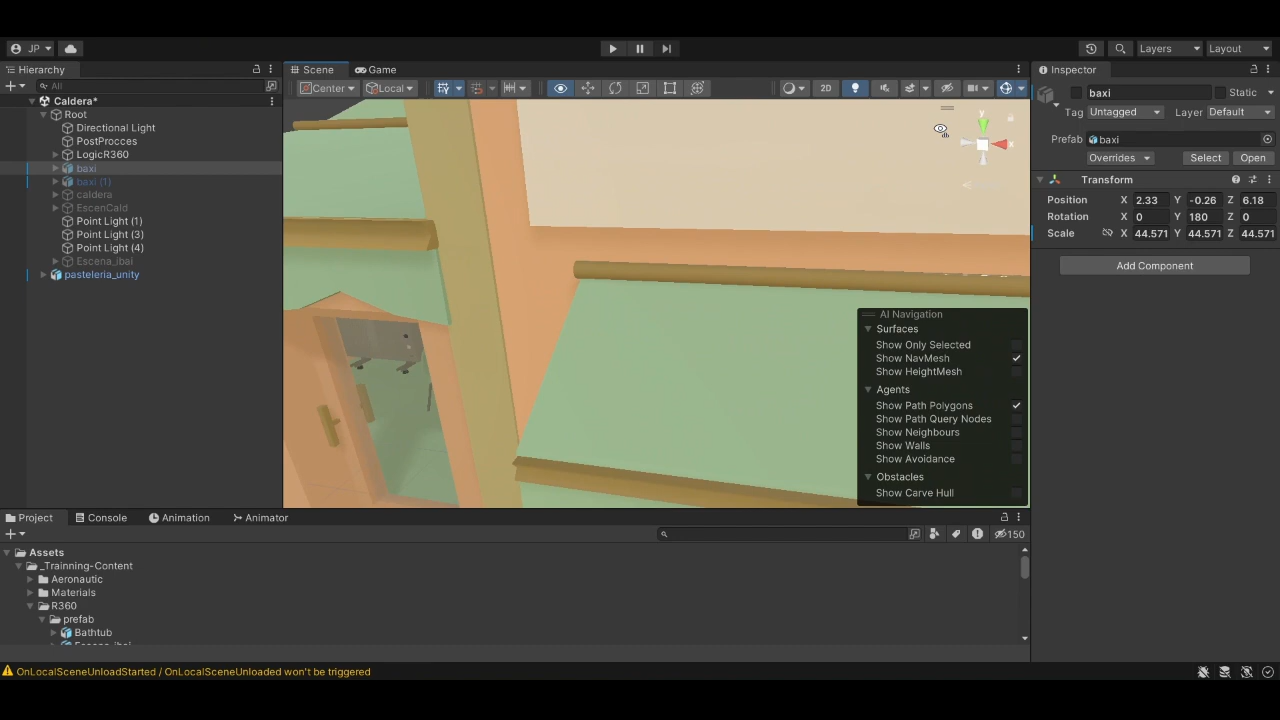 JP
Layers
Layout
Hierarchy
Scene
Game
Inspector
All
Center
Local
2D
baxi
Static
Caldera*
Root
Directional Light
PostProcces
LogicR360
baxi
baxi (1)
caldera
EscenCald
Point Light (1)
Point Light (3)
Point Light (4)
Escena_ibai
pasteleria_unity
y
x
Tag Untagged Layer Default
Prefab baxi
Overrides Select Open
Transform
Position X 2.33 Y -0.26 Z 6.18
Rotation X 0 Y 180 Z 0
Scale X 44.571 Y 44.571 Z 44.571
Add Component
AI Navigation
Surfaces
Show Only Selected
Show NavMesh
Show HeightMesh
Agents
Show Path Polygons
Show Path Query Nodes
Show Neighbours
Show Walls
Show Avoidance
Obstacles
Show Carve Hull
Project
Console
Animation
Animator
150
Assets
_Trainning-Content
Aeronautic
Materials
R360
prefab
Bathtub
Escena_ibai
OnLocalSceneUnloadStarted / OnLocalSceneUnloaded won't be triggered